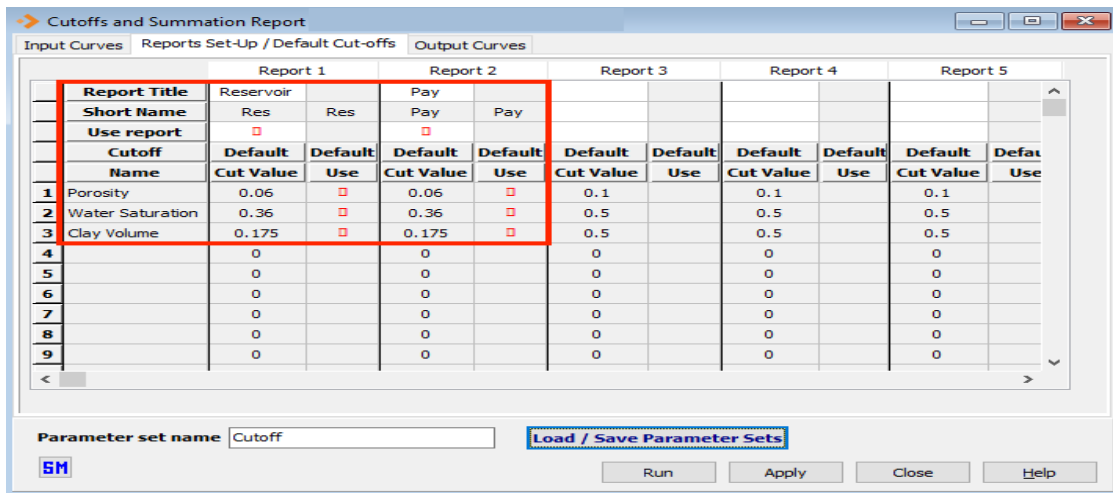 Cutoffs and Summation Report
Input Curves Reports Set-Up / Default Cut-offs Output Curves
Report 1 Report 2 Report 3 Report 4 Report 5
Report Title Reservoir Pay
Short Name Res Res Pay Pay
Use report
Cutoff Default Default Default Default Default Default Default Default Default Defau
Name Cut Value Use Cut Value Use Cut Value Use Cut Value Use Cut Value Use
1 Porosity 0.06 0.06 0.1 0.1 0.1
2 Water Saturation 0.36 0.36 0.5 0.5 0.5
3 Clay Volume 0.175 0.175 0.5 0.5 0.5
4 0 0 0 0 0
5 0 0 0 0 0
6 0 0 0 0 0
7 0 0 0 0 0
8 0 0 0 0 0
9 0 0 0 0 0
Parameter set name Cutoff Load / Save Parameter Sets
SM Run Apply Close Help